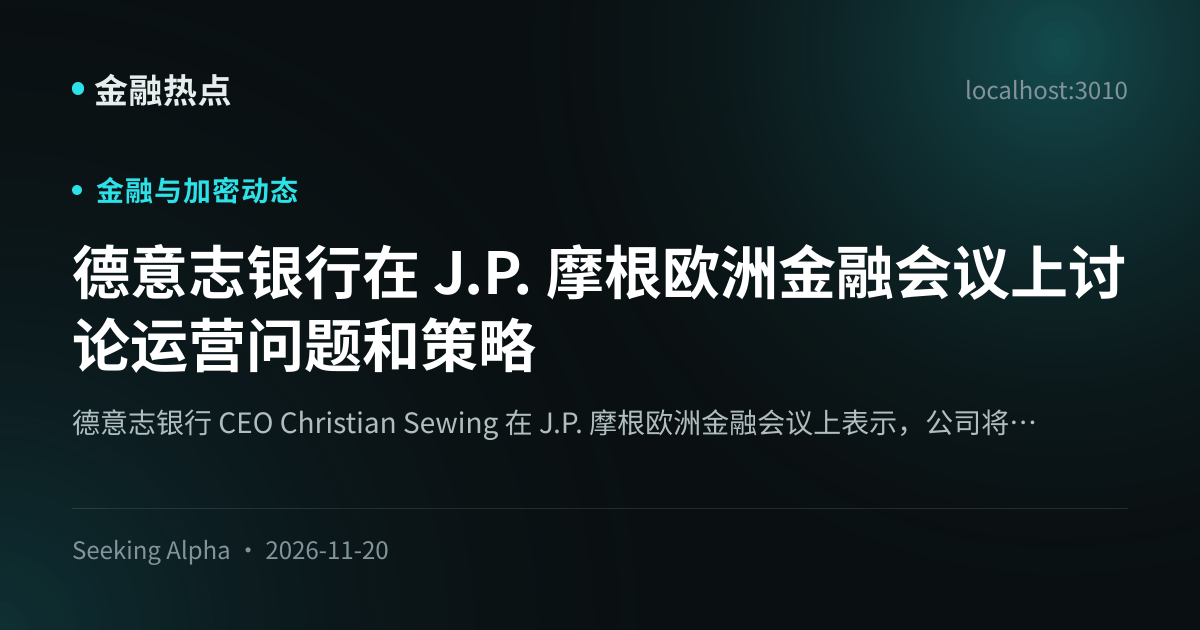 金融热点
localhost:3010
金融与加密动态
德意志银行在 J.P. 摩根欧洲金融会议上讨
论运营问题和策略
德意志银行 CEO Christian Sewing 在 J.P. 摩根欧洲金融会议上表示，公司将…
Seeking Alpha · 2026-11-20